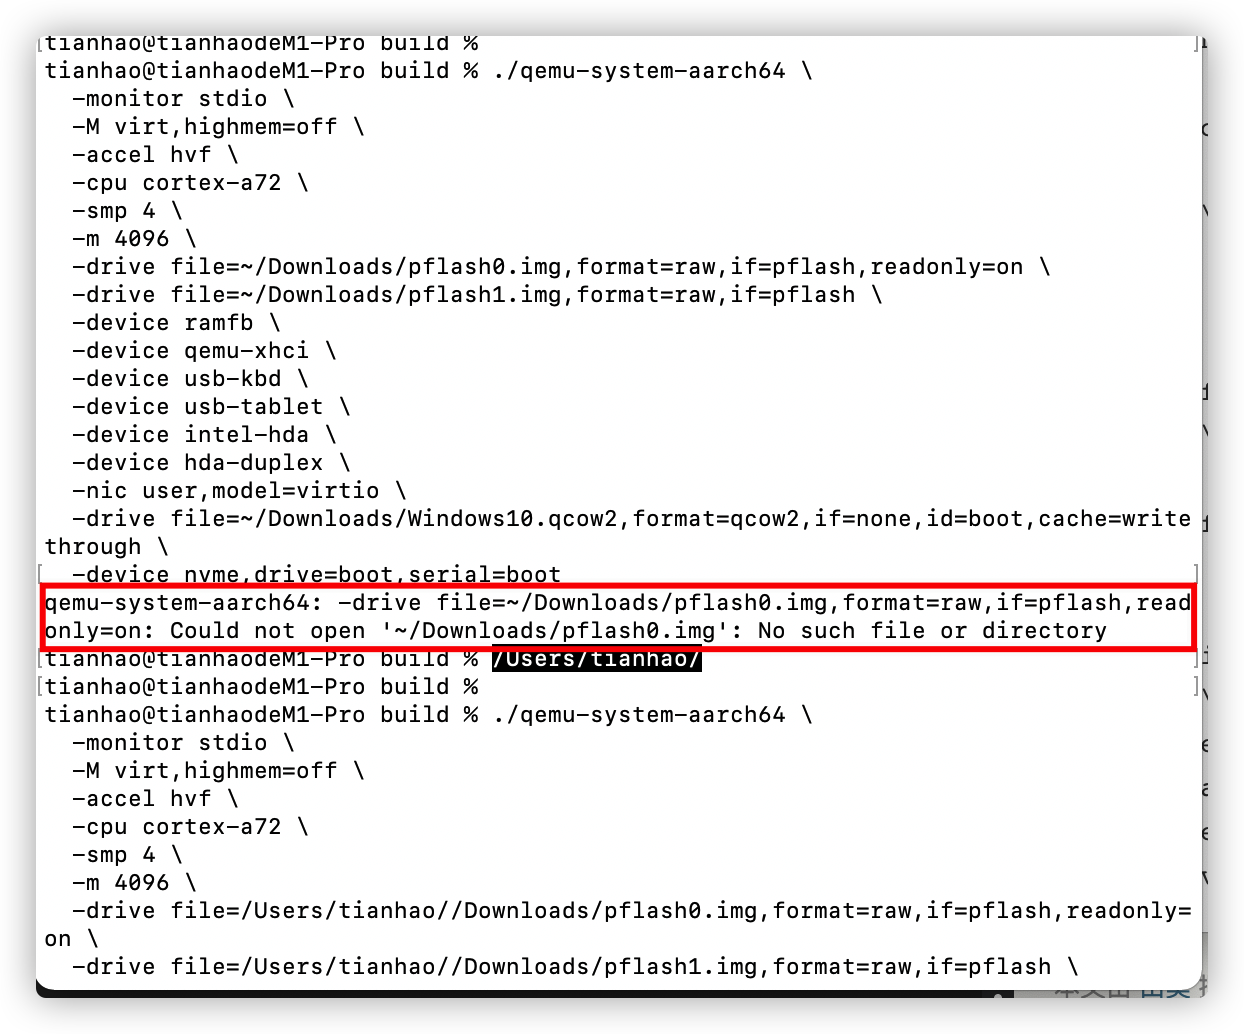 tianhao@tianhaodeM1-Pro build %
tianhao@tianhaodeM1-Pro build % ./qemu-system-aarch64 \
  -monitor stdio \
  -M virt,highmem=off \
  -accel hvf \
  -cpu cortex-a72 \
  -smp 4 \
  -m 4096 \
  -drive file=~/Downloads/pflash0.img,format=raw,if=pflash,readonly=on \
  -drive file=~/Downloads/pflash1.img,format=raw,if=pflash \
  -device ramfb \
  -device qemu-xhci \
  -device usb-kbd \
  -device usb-tablet \
  -device intel-hda \
  -device hda-duplex \
  -nic user,model=virtio \
  -drive file=~/Downloads/Windows10.qcow2,format=qcow2,if=none,id=boot,cache=write
through \
  -device nvme,drive=boot,serial=boot
qemu-system-aarch64: -drive file=~/Downloads/pflash0.img,format=raw,if=pflash,read
only=on: Could not open '~/Downloads/pflash0.img': No such file or directory
tianhao@tianhaodeM1-Pro build % /Users/tianhao/
tianhao@tianhaodeM1-Pro build %
tianhao@tianhaodeM1-Pro build % ./qemu-system-aarch64 \
  -monitor stdio \
  -M virt,highmem=off \
  -accel hvf \
  -cpu cortex-a72 \
  -smp 4 \
  -m 4096 \
  -drive file=/Users/tianhao//Downloads/pflash0.img,format=raw,if=pflash,readonly=
on \
  -drive file=/Users/tianhao//Downloads/pflash1.img,format=raw,if=pflash \